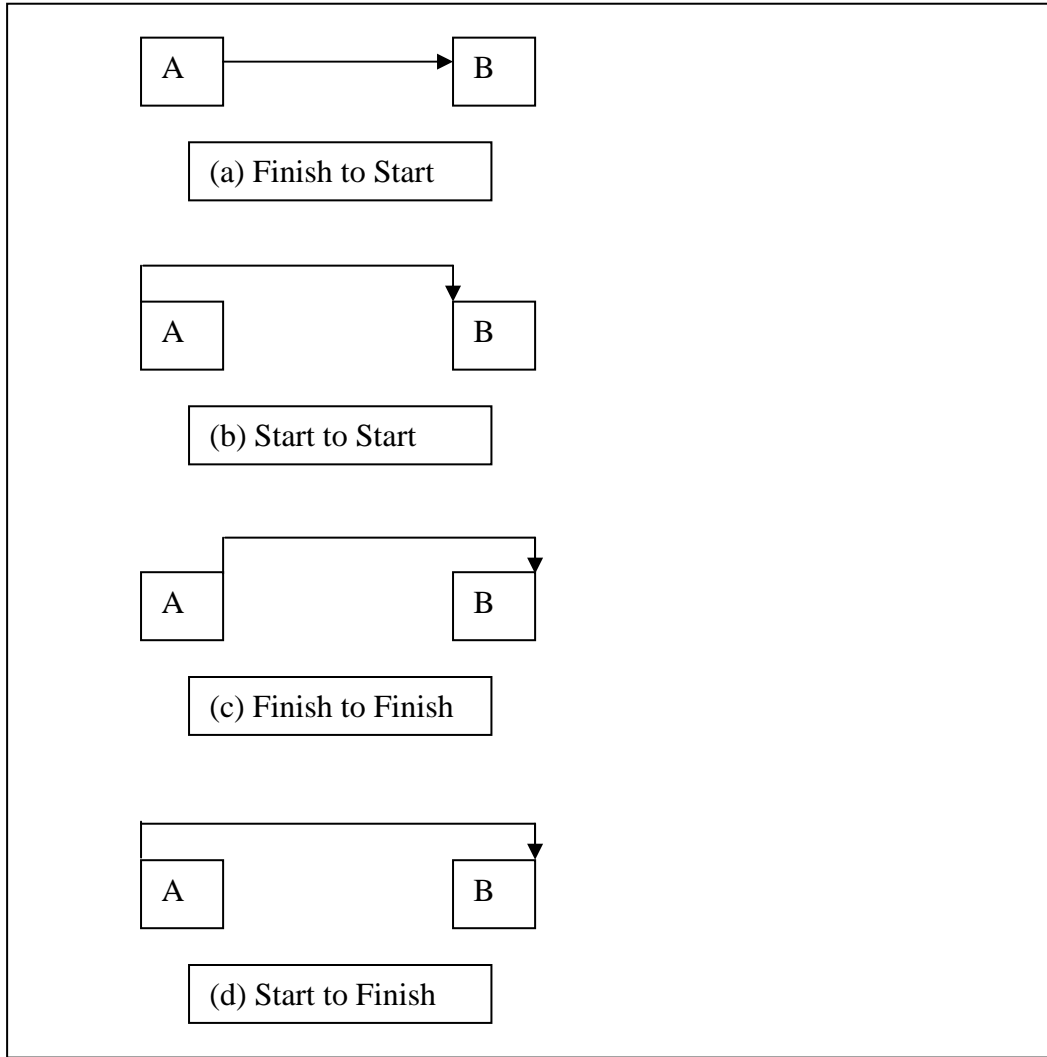 A B
(a) Finish to Start
A B
(b) Start to Start
A B
(c) Finish to Finish
A B
(d) Start to Finish